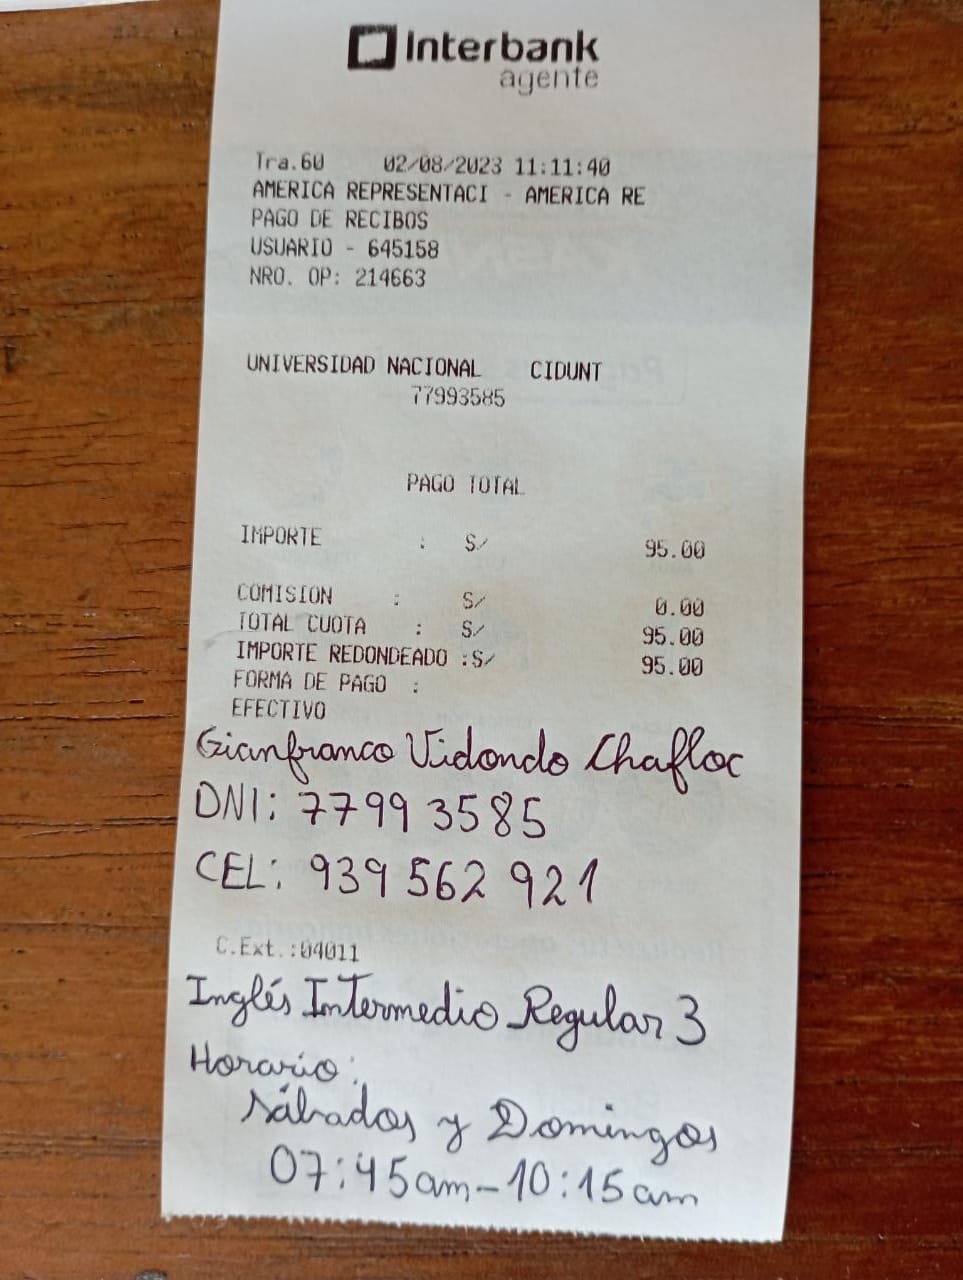 Interbank
agente
Tra.60 02/08/2023 11:11:40
AMERICA REPRESENTACI - AMERICA RE
PAGO DE RECIBOS
USUARIO - 645158
NRO. OP: 214663
UNIVERSIDAD NACIONAL CIDUNT
77993585
PAGO TOTAL
IMPORTE : S/ 95.00
COMISION : S/ 0.00
TOTAL CUOTA : S/ 95.00
IMPORTE REDONDEADO :S/ 95.00
FORMA DE PAGO :
EFECTIVO
Gianfranco Vidondo Chafloc
DNI: 7799 3585
CEL: 939 562 921
C.Ext.:04011
Inglés Intermedio Regular 3
Horario:
Sábados y Domingos
07:45am-10:15am